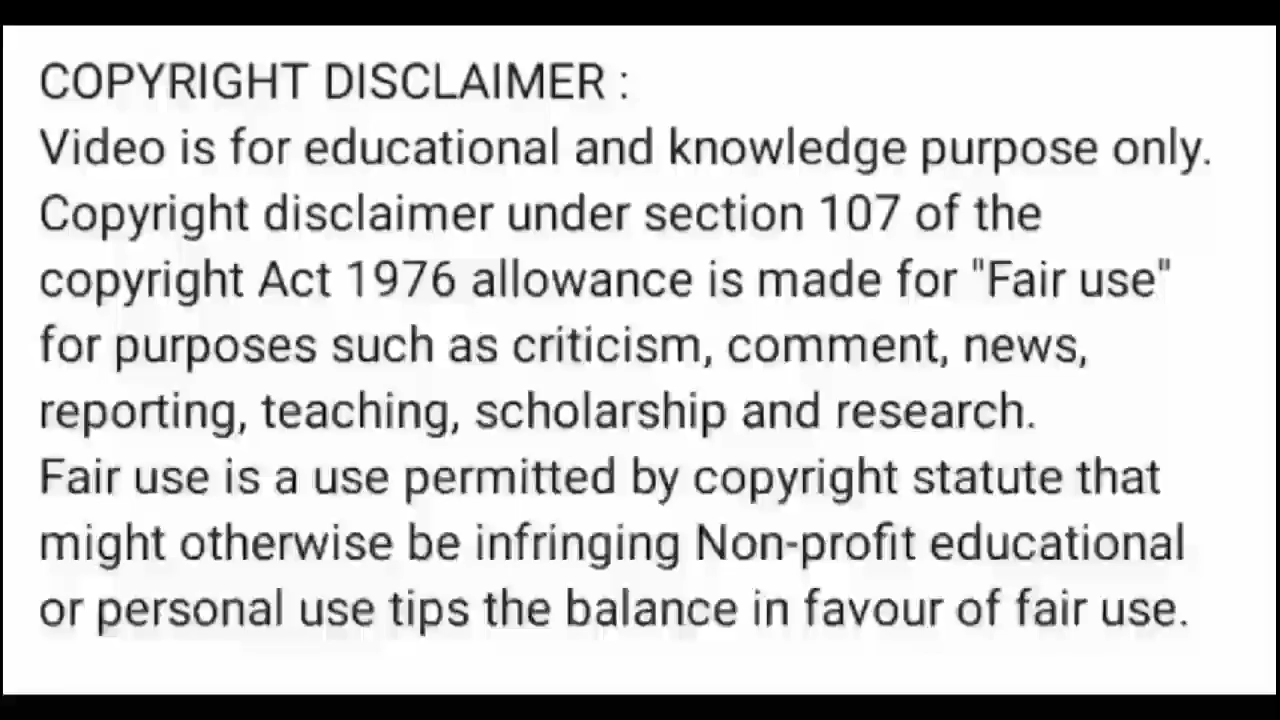 COPYRIGHT DISCLAIMER :
Video is for educational and knowledge purpose only.
Copyright disclaimer under section 107 of the
copyright Act 1976 allowance is made for "Fair use"
for purposes such as criticism, comment, news,
reporting, teaching, scholarship and research.
Fair use is a use permitted by copyright statute that
might otherwise be infringing Non-profit educational
or personal use tips the balance in favour of fair use.